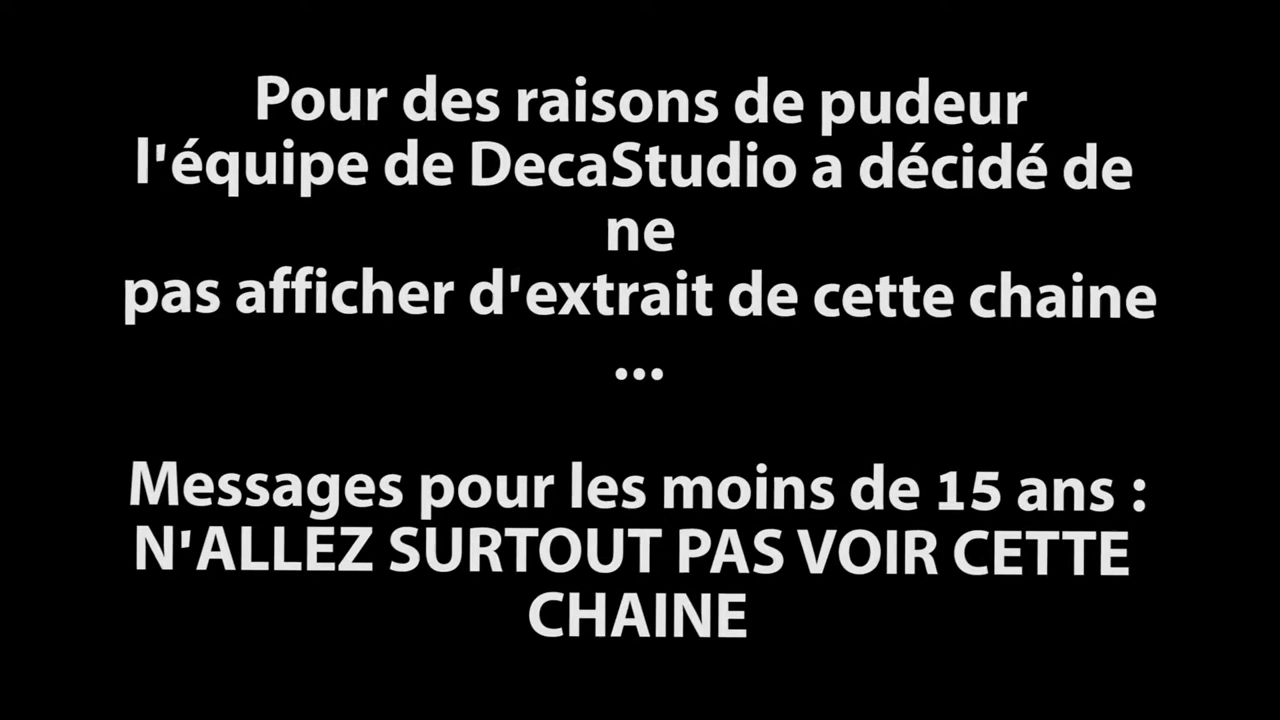 Pour des raisons de pudeur
l'équipe de DecaStudio a décidé de
ne
pas afficher d'extrait de cette chaine
...
Messages pour les moins de 15 ans :
N'ALLEZ SURTOUT PAS VOIR CETTE
CHAINE